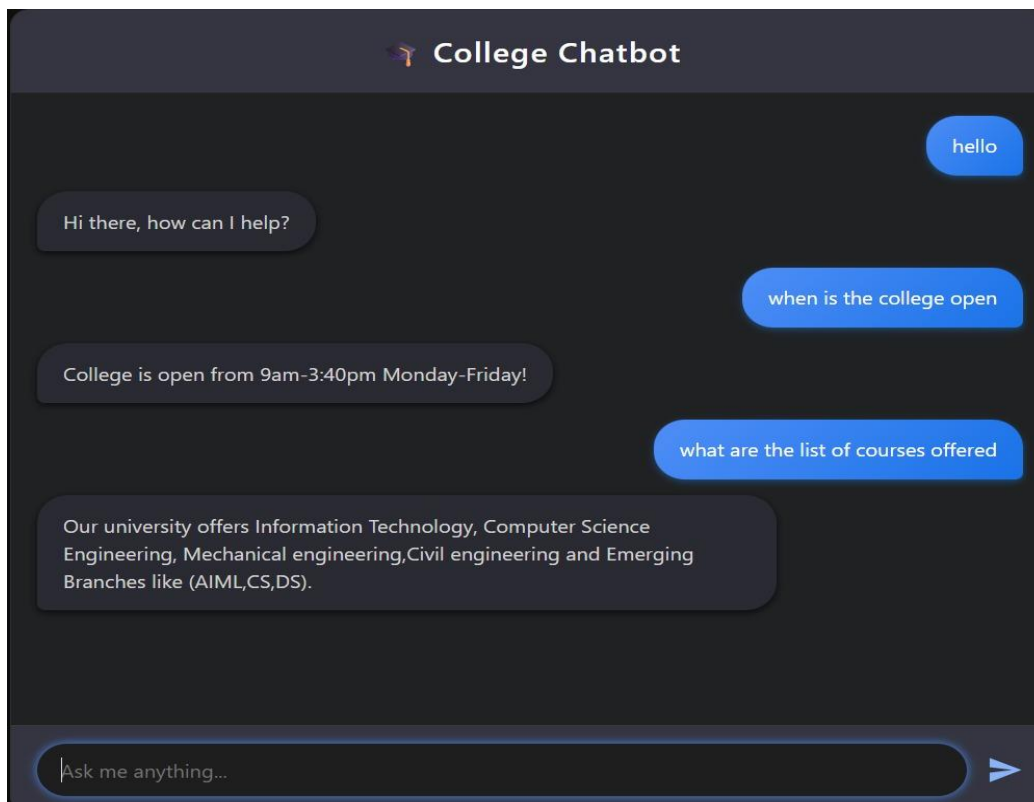 College Chatbot
hello
Hi there, how can I help?
when is the college open
College is open from 9am-3:40pm Monday-Friday!
what are the list of courses offered
Our university offers Information Technology, Computer Science
Engineering, Mechanical engineering,Civil engineering and Emerging
Branches like (AIML,CS,DS).
Ask me anything...